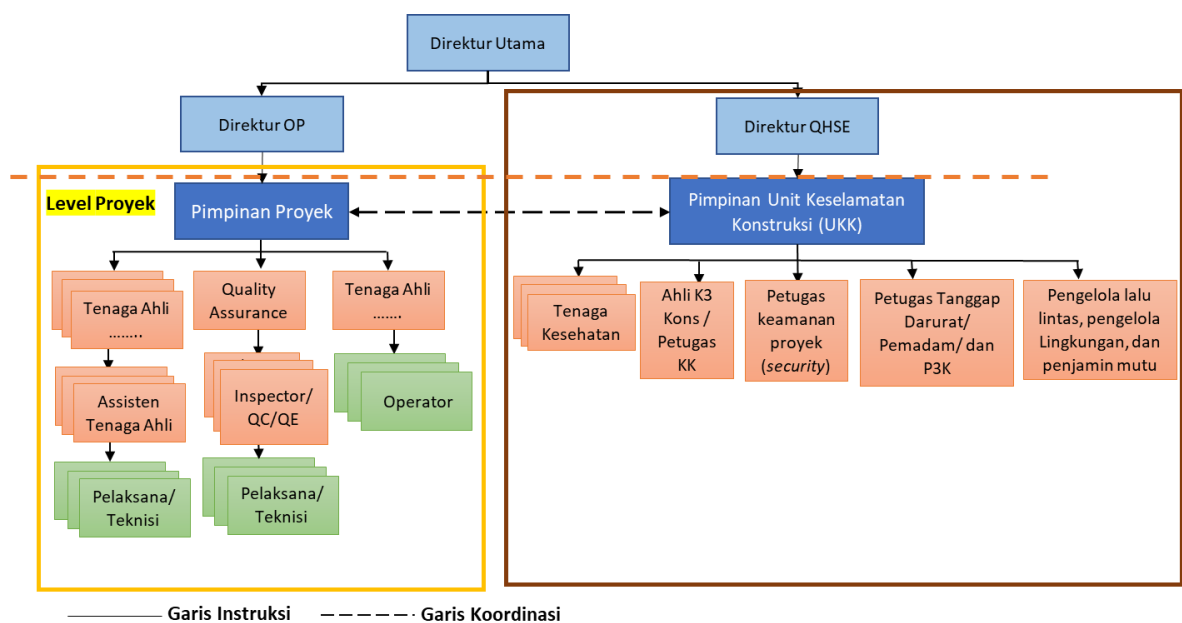 Direktur Utama
Direktur OP
Direktur QHSE
Level Proyek
Pimpinan Proyek
Pimpinan Unit Keselamatan
Konstruksi (UKK)
Tenaga Ahli
……..
Quality
Assurance
Tenaga Ahli
…….
Tenaga
Kesehatan
Ahli K3
Kons /
Petugas
KK
Petugas
keamanan
proyek
(security)
Petugas Tanggap
Darurat/
Pemadam/ dan
P3K
Pengelola lalu
lintas, pengelola
Lingkungan, dan
penjamin mutu
Assisten
Tenaga Ahli
Inspector/
QC/QE
Operator
Pelaksana/
Teknisi
Pelaksana/
Teknisi
Garis Instruksi
Garis Koordinasi